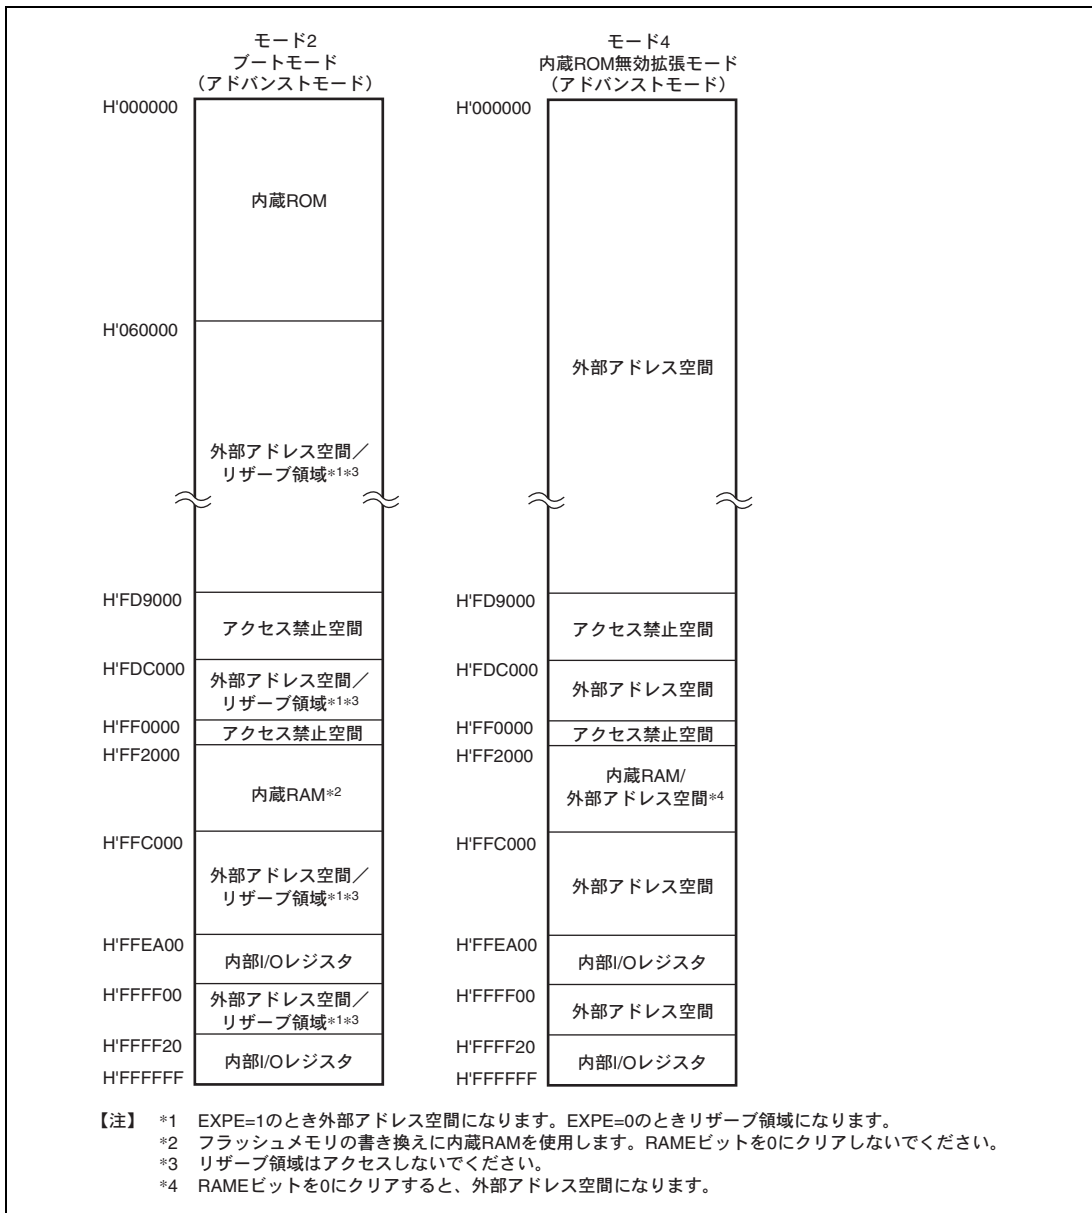 モード2
ブートモード
（アドバンストモード）
H'000000
内蔵ROM
H'060000
外部アドレス空間／
リザーブ領域*1*3
H'FD9000
アクセス禁止空間
H'FDC000
外部アドレス空間／
リザーブ領域*1*3
H'FF0000
アクセス禁止空間
H'FF2000
内蔵RAM*2
H'FFC000
外部アドレス空間／
リザーブ領域*1*3
H'FFEA00
内部I/Oレジスタ
H'FFFF00
外部アドレス空間／
リザーブ領域*1*3
H'FFFF20
内部I/Oレジスタ
H'FFFFFF
モード4
内蔵ROM無効拡張モード
（アドバンストモード）
H'000000
外部アドレス空間
H'FD9000
アクセス禁止空間
H'FDC000
外部アドレス空間
H'FF0000
アクセス禁止空間
H'FF2000
内蔵RAM/
外部アドレス空間*4
H'FFC000
外部アドレス空間
H'FFEA00
内部I/Oレジスタ
H'FFFF00
外部アドレス空間
H'FFFF20
内部I/Oレジスタ
H'FFFFFF
【注】 *1 EXPE=1のとき外部アドレス空間になります。EXPE=0のときリザーブ領域になります。
*2 フラッシュメモリの書き換えに内蔵RAMを使用します。RAMEビットを0にクリアしないでください。
*3 リザーブ領域はアクセスしないでください。
*4 RAMEビットを0にクリアすると、外部アドレス空間になります。